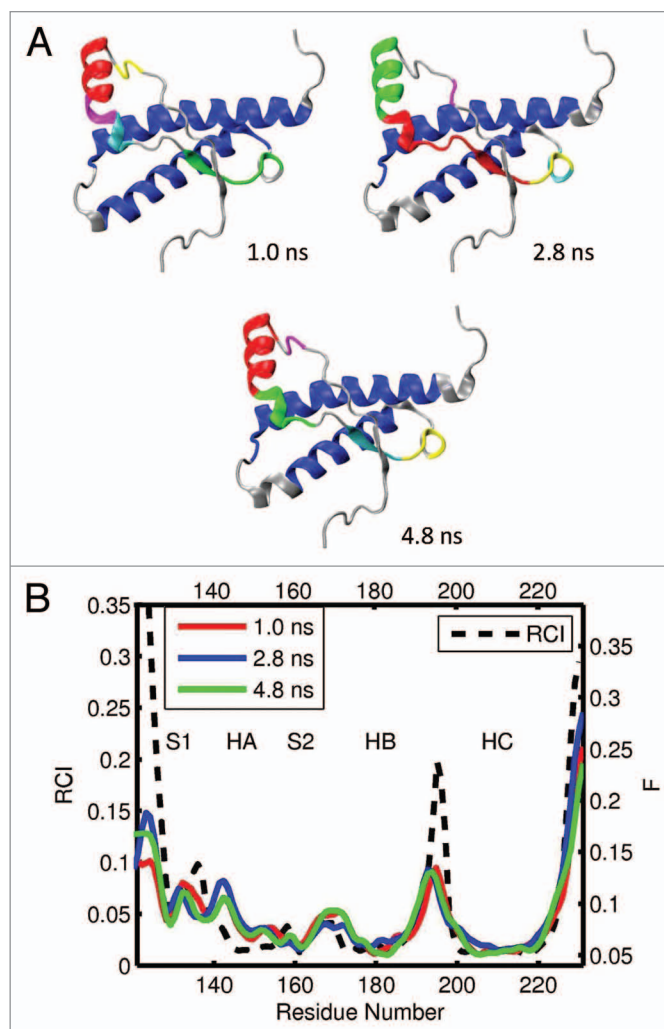 A
1.0 ns
2.8 ns
4.8 ns
B
140 160 180 200 220
0.35
0.3
0.25
0.2
0.15
0.1
0.05
0
RCI
1.0 ns
2.8 ns
4.8 ns
RCI
S1 HA S2 HB HC
0.35
0.3
0.25
0.2
0.15
0.1
0.05
F
140 160 180 200 220
Residue Number